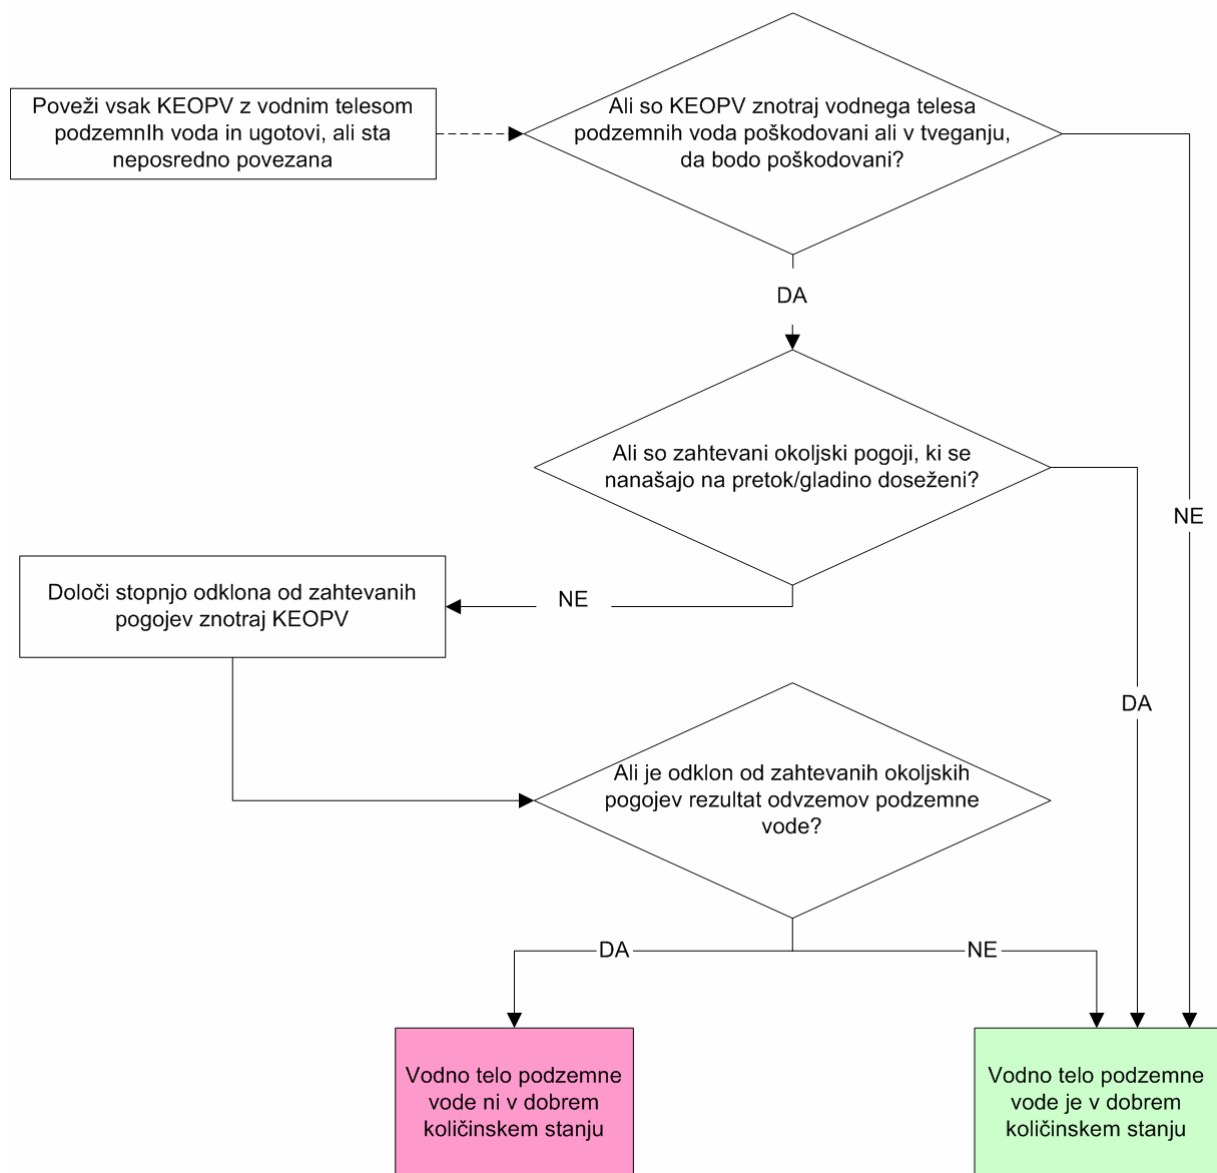 Poveži vsak KEOPV z vodnim telesom
podzemnIh voda in ugotovi, ali sta
neposredno povezana
Ali so KEOPV znotraj vodnega telesa
podzemnih voda poškodovani ali v tveganju,
da bodo poškodovani?
DA
Ali so zahtevani okoljski pogoji, ki se
nanašajo na pretok/gladino doseženi?
NE
NE
Določi stopnjo odklona od zahtevanih
pogojev znotraj KEOPV
DA
Ali je odklon od zahtevanih okoljskih
pogojev rezultat odvzemov podzemne
vode?
DA
NE
Vodno telo podzemne
vode ni v dobrem
količinskem stanju
Vodno telo podzemne
vode je v dobrem
količinskem stanju